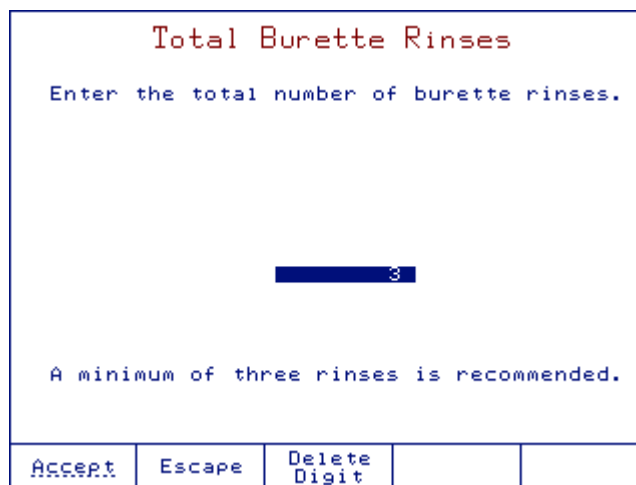 Total Burette Rinses
Enter the total number of burette rinses.
3
A minimum of three rinses is recommended.
Accept
Escape
Delete
Digit